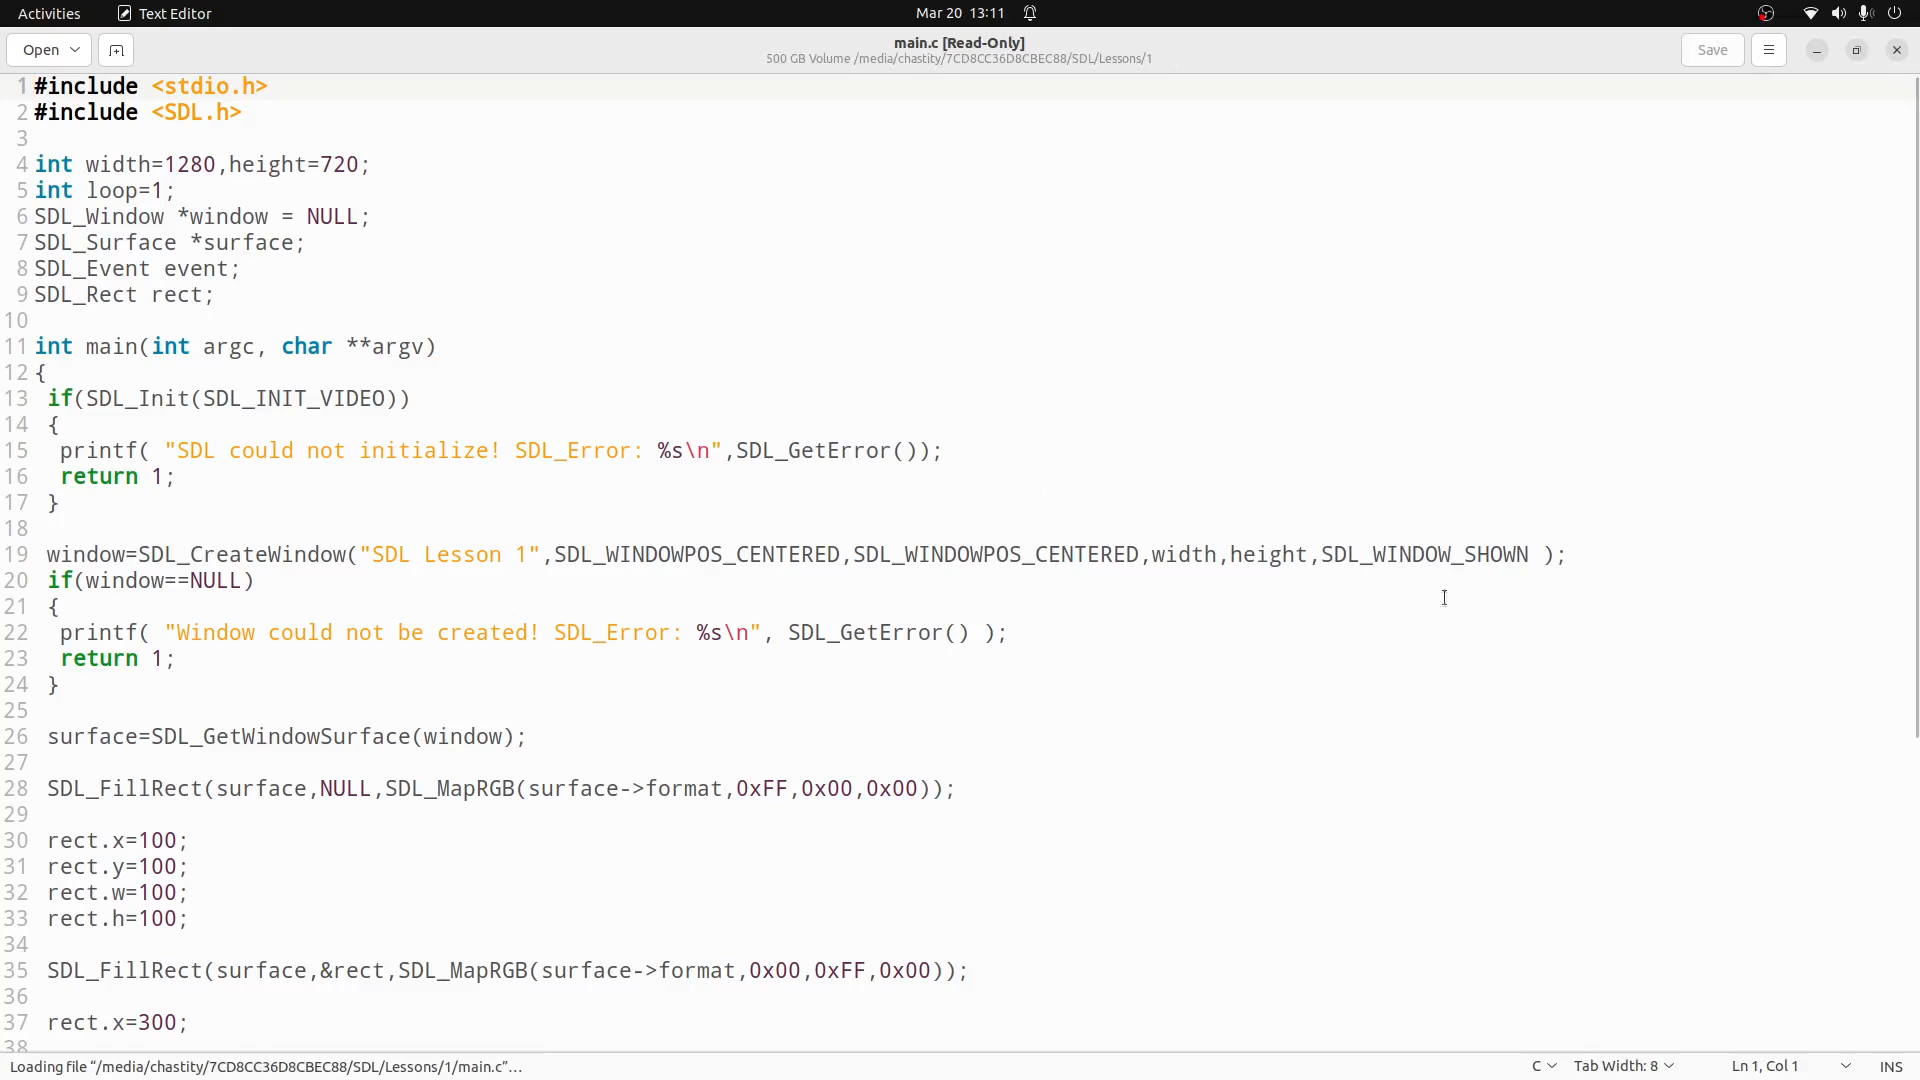 Activities Text Editor Mar 20 13:11
Open main.c [Read-Only] Save
500 GB Volume /media/chastity/7CD8CC36D8CBEC88/SDL/Lessons/1
1 #include <stdio.h>
2 #include <SDL.h>
3
4 int width=1280,height=720;
5 int loop=1;
6 SDL_Window *window = NULL;
7 SDL_Surface *surface;
8 SDL_Event event;
9 SDL_Rect rect;
10
11 int main(int argc, char **argv)
12 {
13  if(SDL_Init(SDL_INIT_VIDEO))
14  {
15   printf( "SDL could not initialize! SDL_Error: %s\n",SDL_GetError());
16   return 1;
17  }
18
19  window=SDL_CreateWindow("SDL Lesson 1",SDL_WINDOWPOS_CENTERED,SDL_WINDOWPOS_CENTERED,width,height,SDL_WINDOW_SHOWN );
20  if(window==NULL)
21  {
22   printf( "Window could not be created! SDL_Error: %s\n", SDL_GetError() );
23   return 1;
24  }
25
26  surface=SDL_GetWindowSurface(window);
27
28  SDL_FillRect(surface,NULL,SDL_MapRGB(surface->format,0xFF,0x00,0x00));
29
30  rect.x=100;
31  rect.y=100;
32  rect.w=100;
33  rect.h=100;
34
35  SDL_FillRect(surface,&rect,SDL_MapRGB(surface->format,0x00,0xFF,0x00));
36
37  rect.x=300;
38
Loading file “/media/chastity/7CD8CC36D8CBEC88/SDL/Lessons/1/main.c”… C Tab Width: 8 Ln 1, Col 1 INS